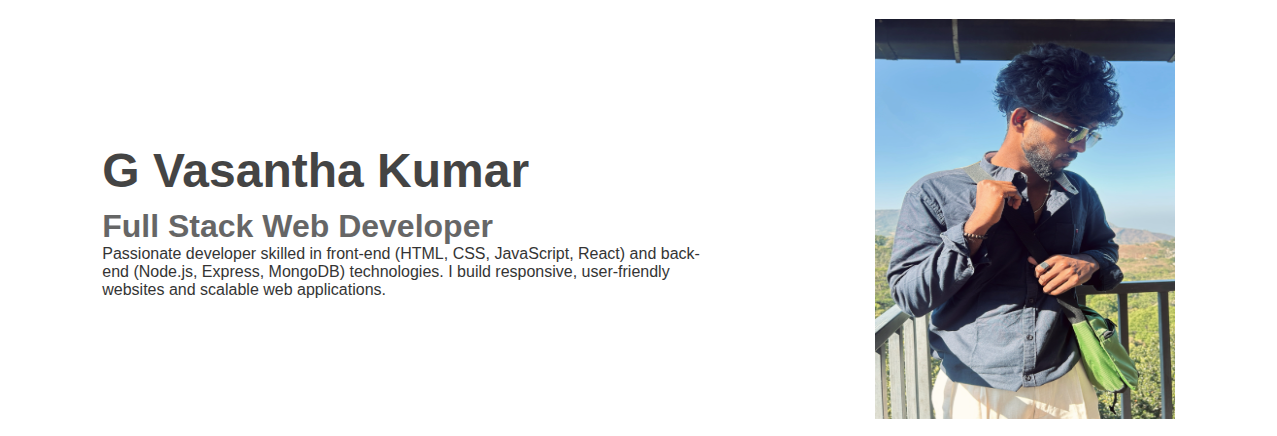 G Vasantha Kumar
Full Stack Web Developer
Passionate developer skilled in front-end (HTML, CSS, JavaScript, React) and back-
end (Node.js, Express, MongoDB) technologies. I build responsive, user-friendly
websites and scalable web applications.